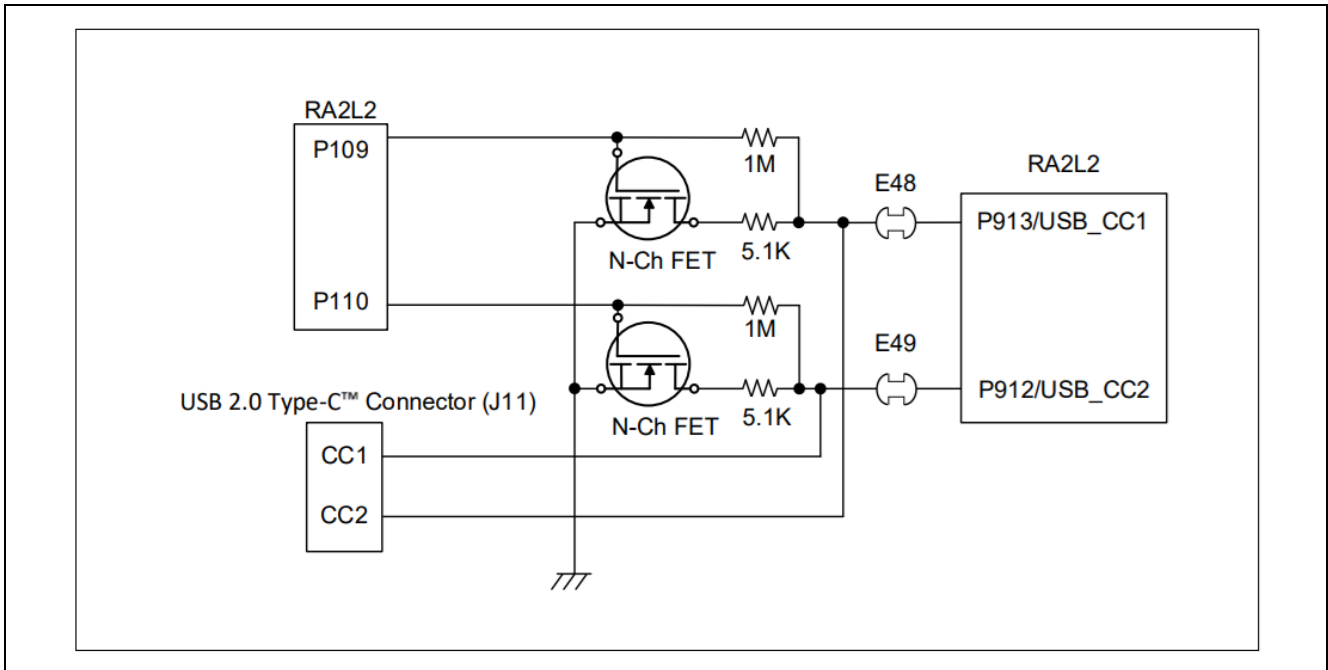 RA2L2
P109
1M
RA2L2
E48
P913/USB_CC1
5.1K
N-Ch FET
P110
1M
E49
P912/USB_CC2
USB 2.0 Type-C™ Connector (J11)
5.1K
N-Ch FET
CC1
CC2